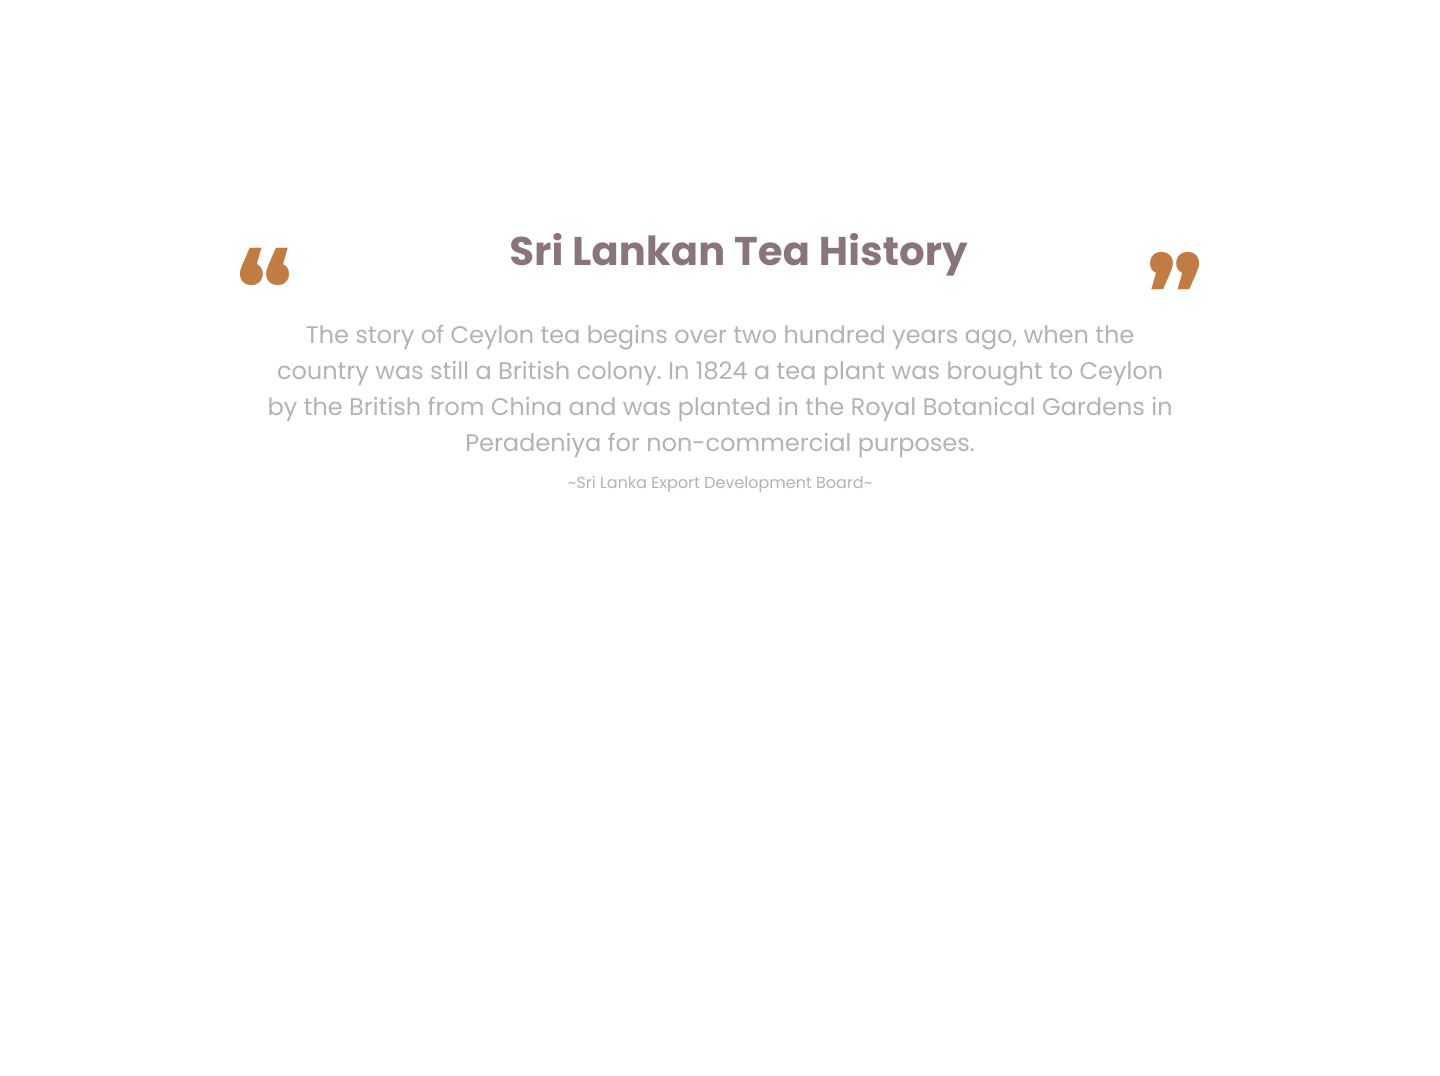 “ Sri Lankan Tea History ”
The story of Ceylon tea begins over two hundred years ago, when the
country was still a British colony. In 1824 a tea plant was brought to Ceylon
by the British from China and was planted in the Royal Botanical Gardens in
Peradeniya for non-commercial purposes.
~Sri Lanka Export Development Board~